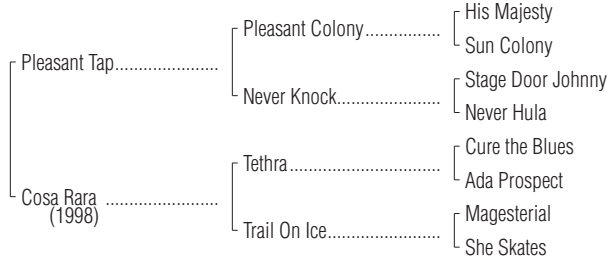 His Majesty
Pleasant Colony
Sun Colony
Pleasant Tap
Stage Door Johnny
Never Knock
Never Hula
Cure the Blues
Tethra
Ada Prospect
Cosa Rara
(1998)
Magesterial
Trail On Ice
She Skates